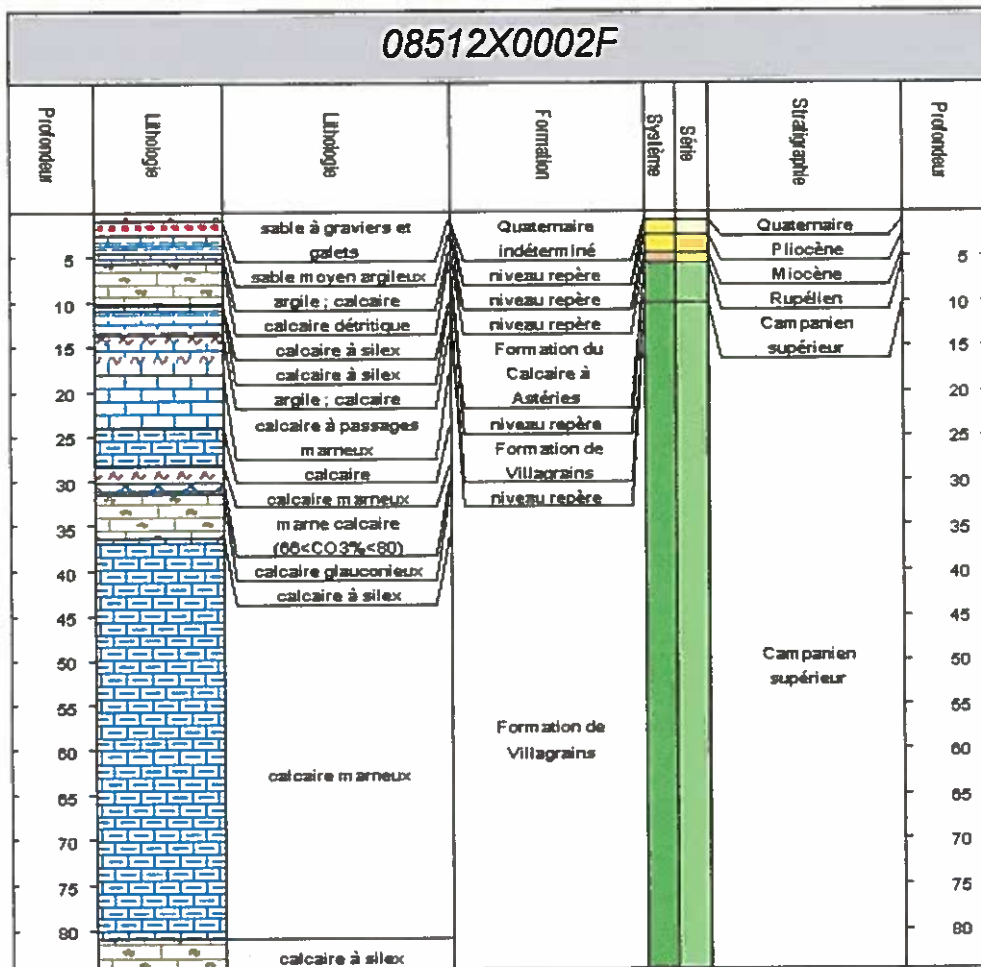 08512X0002F
Profondeur
Lithologie
Lithologie
Formation
Système
Série
Stratigraphie
Profondeur
5
10
15
20
25
30
35
40
45
50
55
60
65
70
75
80
sable à graviers et
galets
sable moyen argileux
argile ; calcaire
calcaire détritique
calcaire à silex
calcaire à silex
argile ; calcaire
calcaire à passages
marneux
calcaire
calcaire marneux
marne calcaire
(66<CO3%<80)
calcaire glauconieux
calcaire à silex
calcaire marneux
calcaire à silex
Quaternaire
indéterminé
niveau repère
niveau repère
niveau repère
Formation du
Calcaire à
Astéries
niveau repère
Formation de
Villagrains
niveau repère
Formation de
Villagrains
Quaternaire
Pliocène
Miocène
Rupélien
Campanien
supérieur
Campanien
supérieur
5
10
15
20
25
30
35
40
45
50
55
60
65
70
75
80